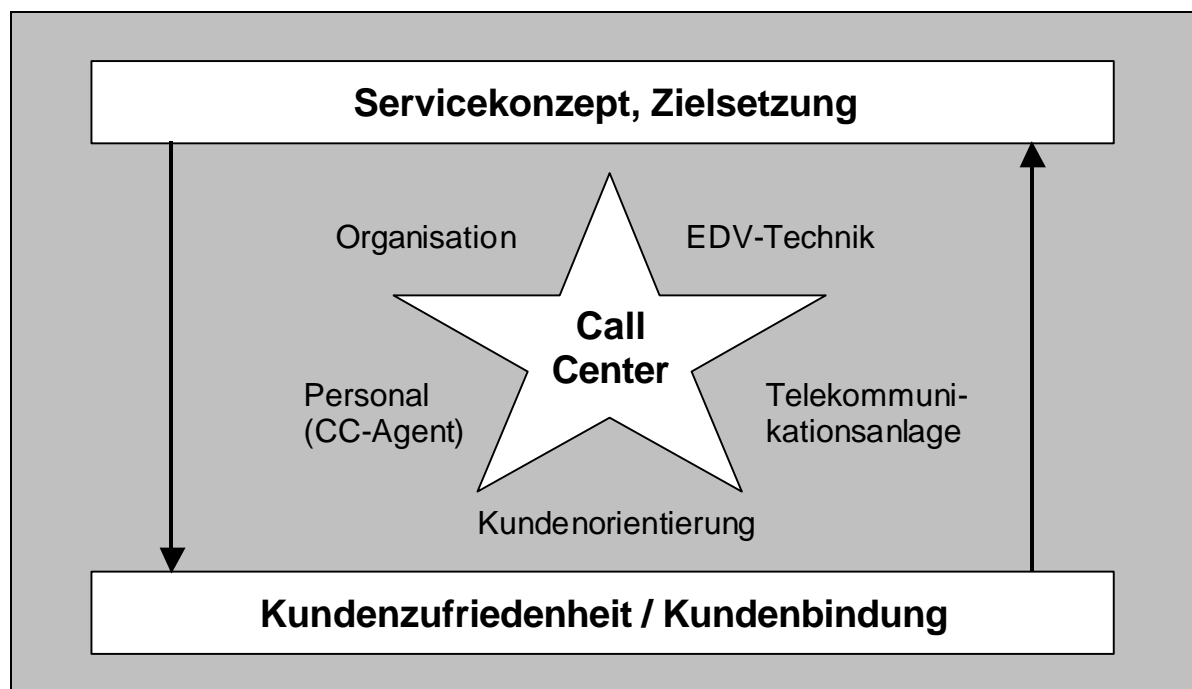 Servicekonzept, Zielsetzung
Organisation
EDV-Technik
Call
Center
Personal
(CC-Agent)
Telekommuni-
kationsanlage
Kundenorientierung
Kundenzufriedenheit / Kundenbindung